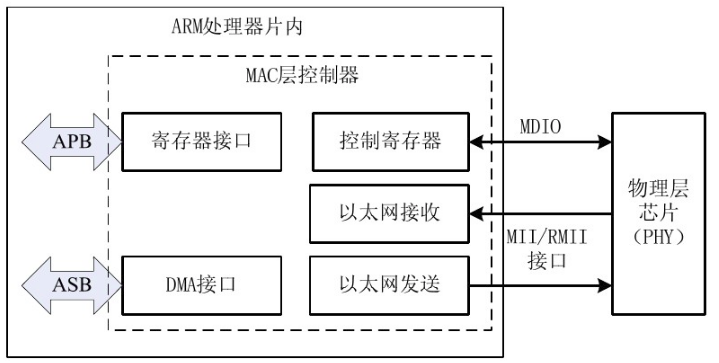 ARM处理器片内
MAC层控制器
APB
寄存器接口
控制寄存器
MDIO
以太网接收
物理层
芯片
(PHY)
MII/RMII
接口
ASB
DMA接口
以太网发送